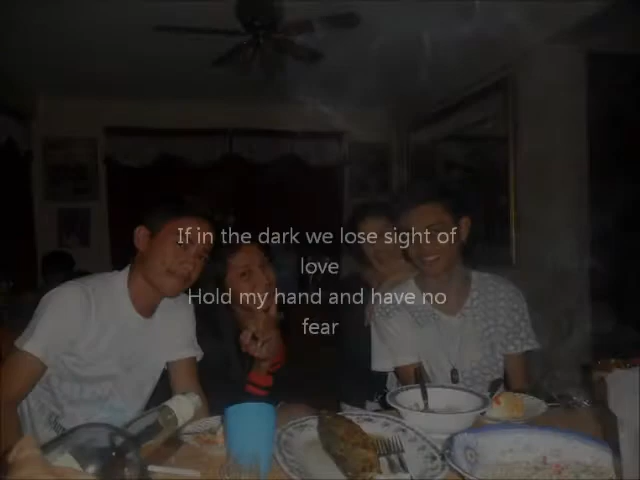 If in the dark we lose sight of
love
Hold my hand and have no
fear